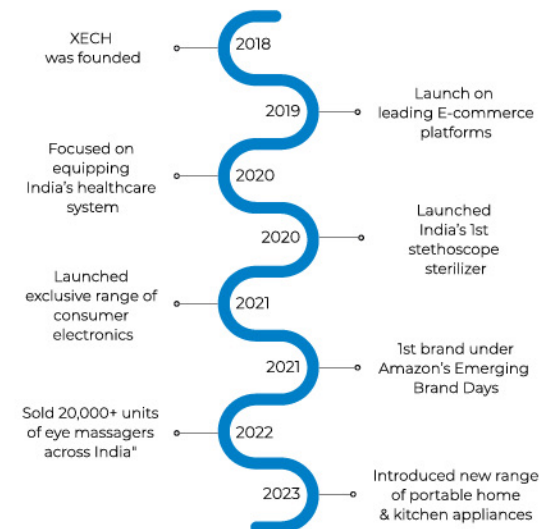 XECH
was founded
2018
2019
Launch on
leading E-commerce
platforms
Focused on
equipping
India's healthcare
system
2020
2020
Launched
India's 1st
stethoscope
sterilizer
Launched
exclusive range of
consumer
electronics
2021
2021
1st brand under
Amazon's Emerging
Brand Days
Sold 20,000+ units
of eye massagers
across India"
2022
2023
Introduced new range
of portable home
& kitchen appliances